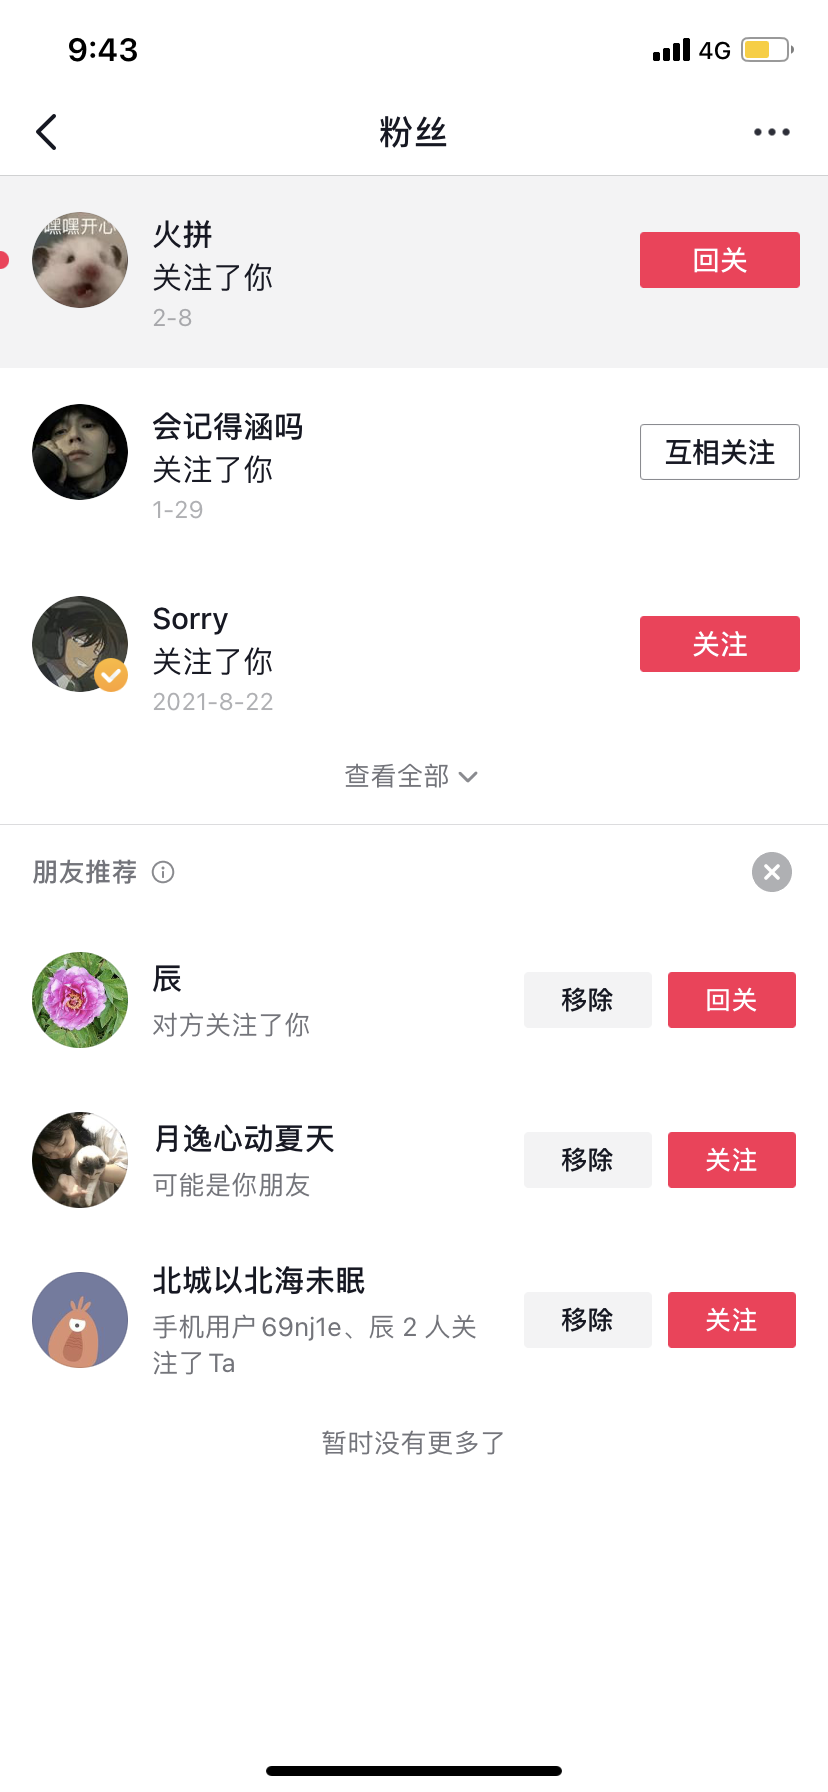 9:43
4G
粉丝
嘿嘿开心
火拼
关注了你
2-8
回关
会记得涵吗
关注了你
1-29
互相关注
Sorry
关注了你
2021-8-22
关注
查看全部
朋友推荐
辰
对方关注了你
移除
回关
月逸心动夏天
可能是你朋友
移除
关注
北城以北海未眠
手机用户69nj1e、辰 2 人关
注了Ta
移除
关注
暂时没有更多了